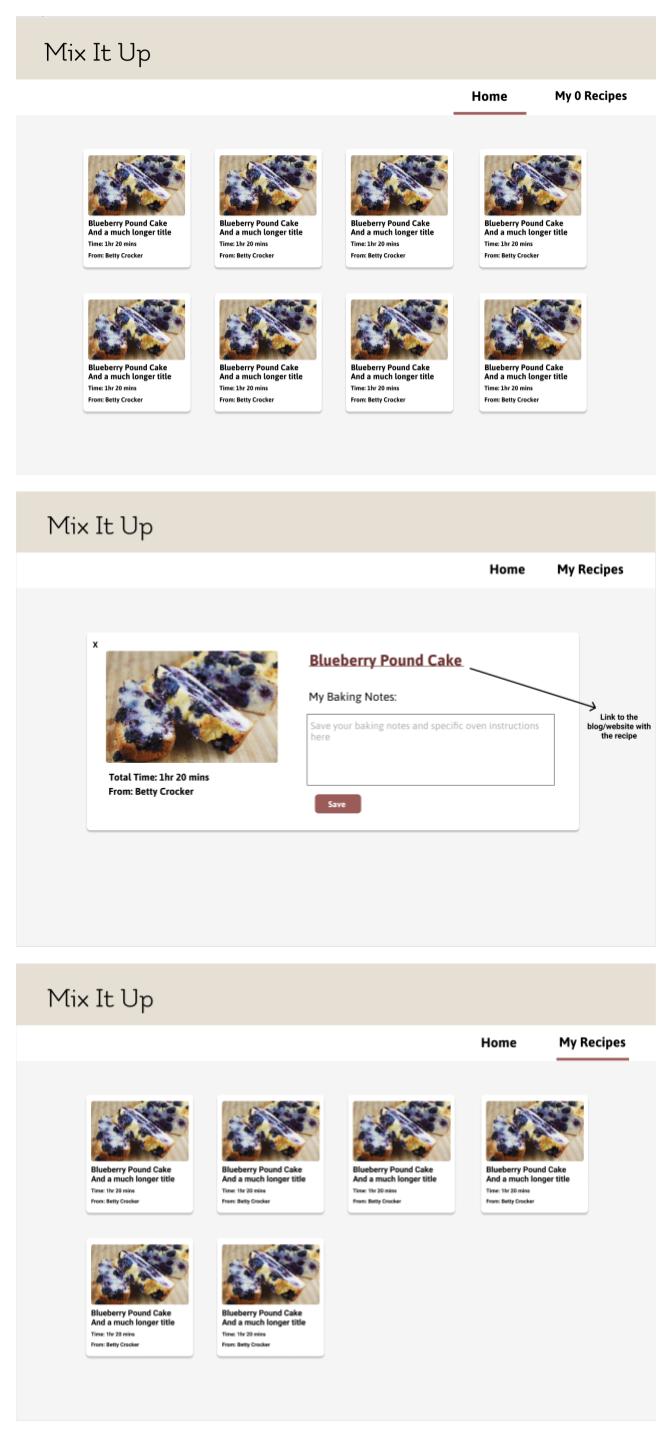 Mix It Up
Home
My 0 Recipes
Blueberry Pound Cake
And a much longer title
Time: 1hr 20 mins
From: Betty Crocker
Blueberry Pound Cake
And a much longer title
Time: 1hr 20 mins
From: Betty Crocker
Blueberry Pound Cake
And a much longer title
Time: 1hr 20 mins
From: Betty Crocker
Blueberry Pound Cake
And a much longer title
Time: 1hr 20 mins
From: Betty Crocker
Blueberry Pound Cake
And a much longer title
Time: 1hr 20 mins
From: Betty Crocker
Blueberry Pound Cake
And a much longer title
Time: 1hr 20 mins
From: Betty Crocker
Blueberry Pound Cake
And a much longer title
Time: 1hr 20 mins
From: Betty Crocker
Blueberry Pound Cake
And a much longer title
Time: 1hr 20 mins
From: Betty Crocker
Mix It Up
Home
My Recipes
X
Total Time: 1hr 20 mins
From: Betty Crocker
Blueberry Pound Cake
My Baking Notes:
Save your baking notes and specific oven instructions
here
Save
Link to the
blog/website with
the recipe
Mix It Up
Home
My Recipes
Blueberry Pound Cake
And a much longer title
Time: 1hr 20 mins
From: Betty Crocker
Blueberry Pound Cake
And a much longer title
Time: 1hr 20 mins
From: Betty Crocker
Blueberry Pound Cake
And a much longer title
Time: 1hr 20 mins
From: Betty Crocker
Blueberry Pound Cake
And a much longer title
Time: 1hr 20 mins
From: Betty Crocker
Blueberry Pound Cake
And a much longer title
Time: 1hr 20 mins
From: Betty Crocker
Blueberry Pound Cake
And a much longer title
Time: 1hr 20 mins
From: Betty Crocker